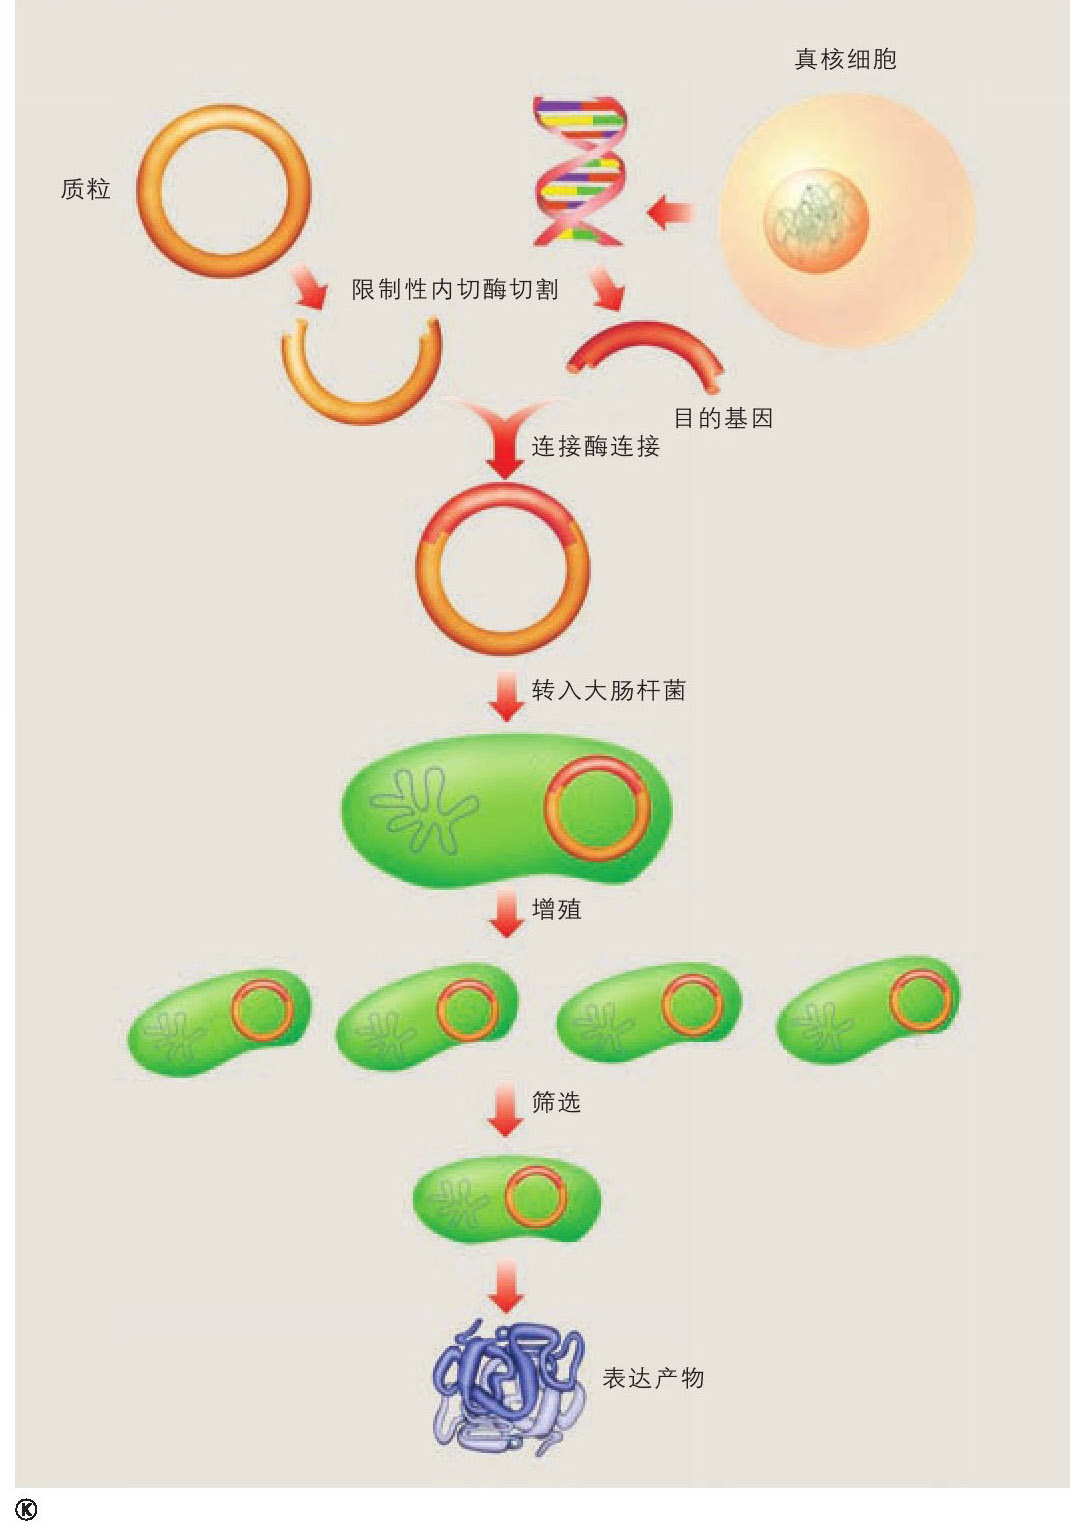 真核细胞
质粒
限制性内切酶切割
目的基因
连接酶连接
转入大肠杆菌
增殖
筛选
表达产物
Ⓚ